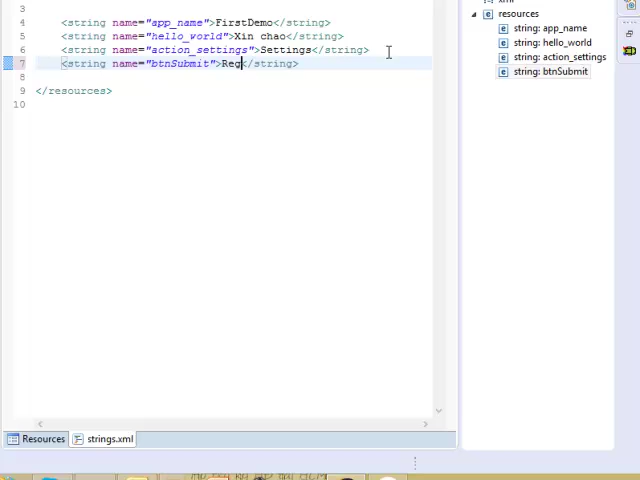 3
resources
4 <string name="app_name">FirstDemo</string>
string: app_name
5 <string name="hello_world">Xin chao</string>
string: hello_world
6 <string name="action_settings">Settings</string>
string: action_settings
7 <string name="btnSubmit">Reg</string>
string: btnSubmit
8
9 </resources>
10
Resources strings.xml